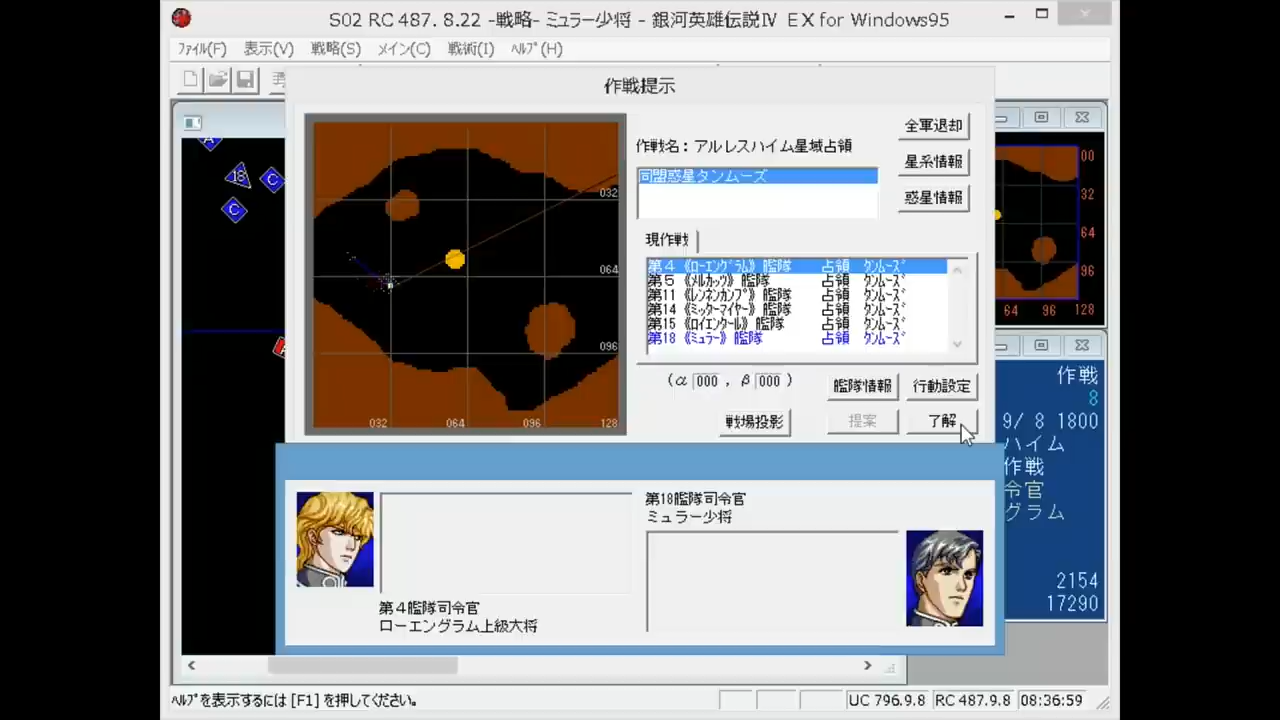 S02 RC 487. 8.22 -戦略- ミュラー少将 - 銀河英雄伝説Ⅳ EX for Windows95
ﾌｧｲﾙ(F) 表示(V) 戦略(S) メイン(C) 戦術(I) ﾍﾙﾌﾟ(H)
作戦提示
作戦名：アルレスハイム星域占領
全軍退却
同盟惑星タンムーズ
星系情報
惑星情報
現作戦
第４ 《ﾛｰｴﾝｸﾞﾗﾑ》 艦隊 占領 ﾀﾝﾑｰｽﾞ
第５ 《ﾒﾙｶｯﾂ》 艦隊 占領 ﾀﾝﾑｰｽﾞ
第11 《ﾚﾝﾈﾝｶﾝﾌﾟ》 艦隊 占領 ﾀﾝﾑｰｽﾞ
第14 《ﾐｯﾀｰﾏｲﾔｰ》 艦隊 占領 ﾀﾝﾑｰｽﾞ
第15 《ﾛｲｴﾝﾀｰﾙ》 艦隊 占領 ﾀﾝﾑｰｽﾞ
第18 《ﾐｭﾗｰ》 艦隊 占領 ﾀﾝﾑｰｽﾞ
(α 000 , β 000 )
艦隊情報 行動設定
戦場投影 提案 了解
032
064
096
032 064 096 128
18
C
C
00
32
64
96
64 96 128
作戦
8
9/ 8 1800
ハイム
作戦
令官
グラム
2154
17290
第４艦隊司令官
ローエングラム上級大将
第18艦隊司令官
ミュラー少将
ﾍﾙﾌﾟを表示するには [F1] を押してください。
UC 796.9.8 RC 487.9.8 08:36:59